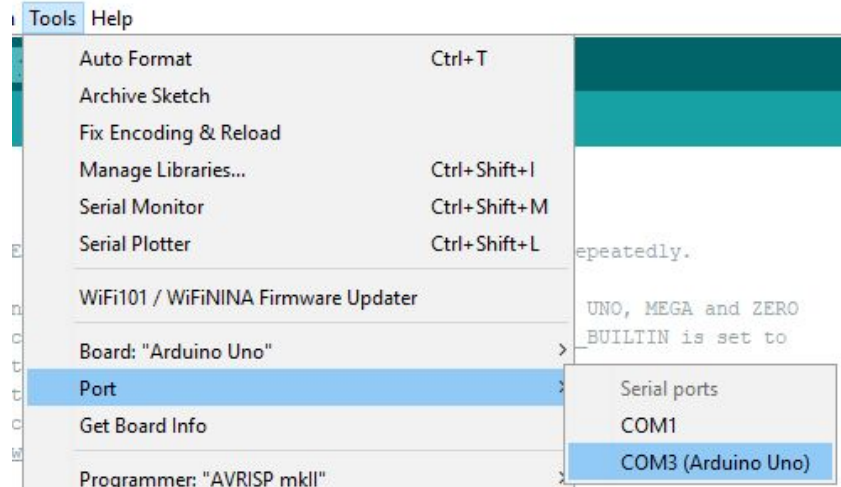 Tools Help
Auto Format Ctrl+T
Archive Sketch
Fix Encoding & Reload
Manage Libraries... Ctrl+Shift+I
Serial Monitor Ctrl+Shift+M
Serial Plotter Ctrl+Shift+L
epeatedly.
WiFi101 / WiFiNINA Firmware Updater
UNO, MEGA and ZERO
_BUILTIN is set to
Board: "Arduino Uno"
Port
Serial ports
Get Board Info
COM1
COM3 (Arduino Uno)
Programmer: "AVRISP mkII"